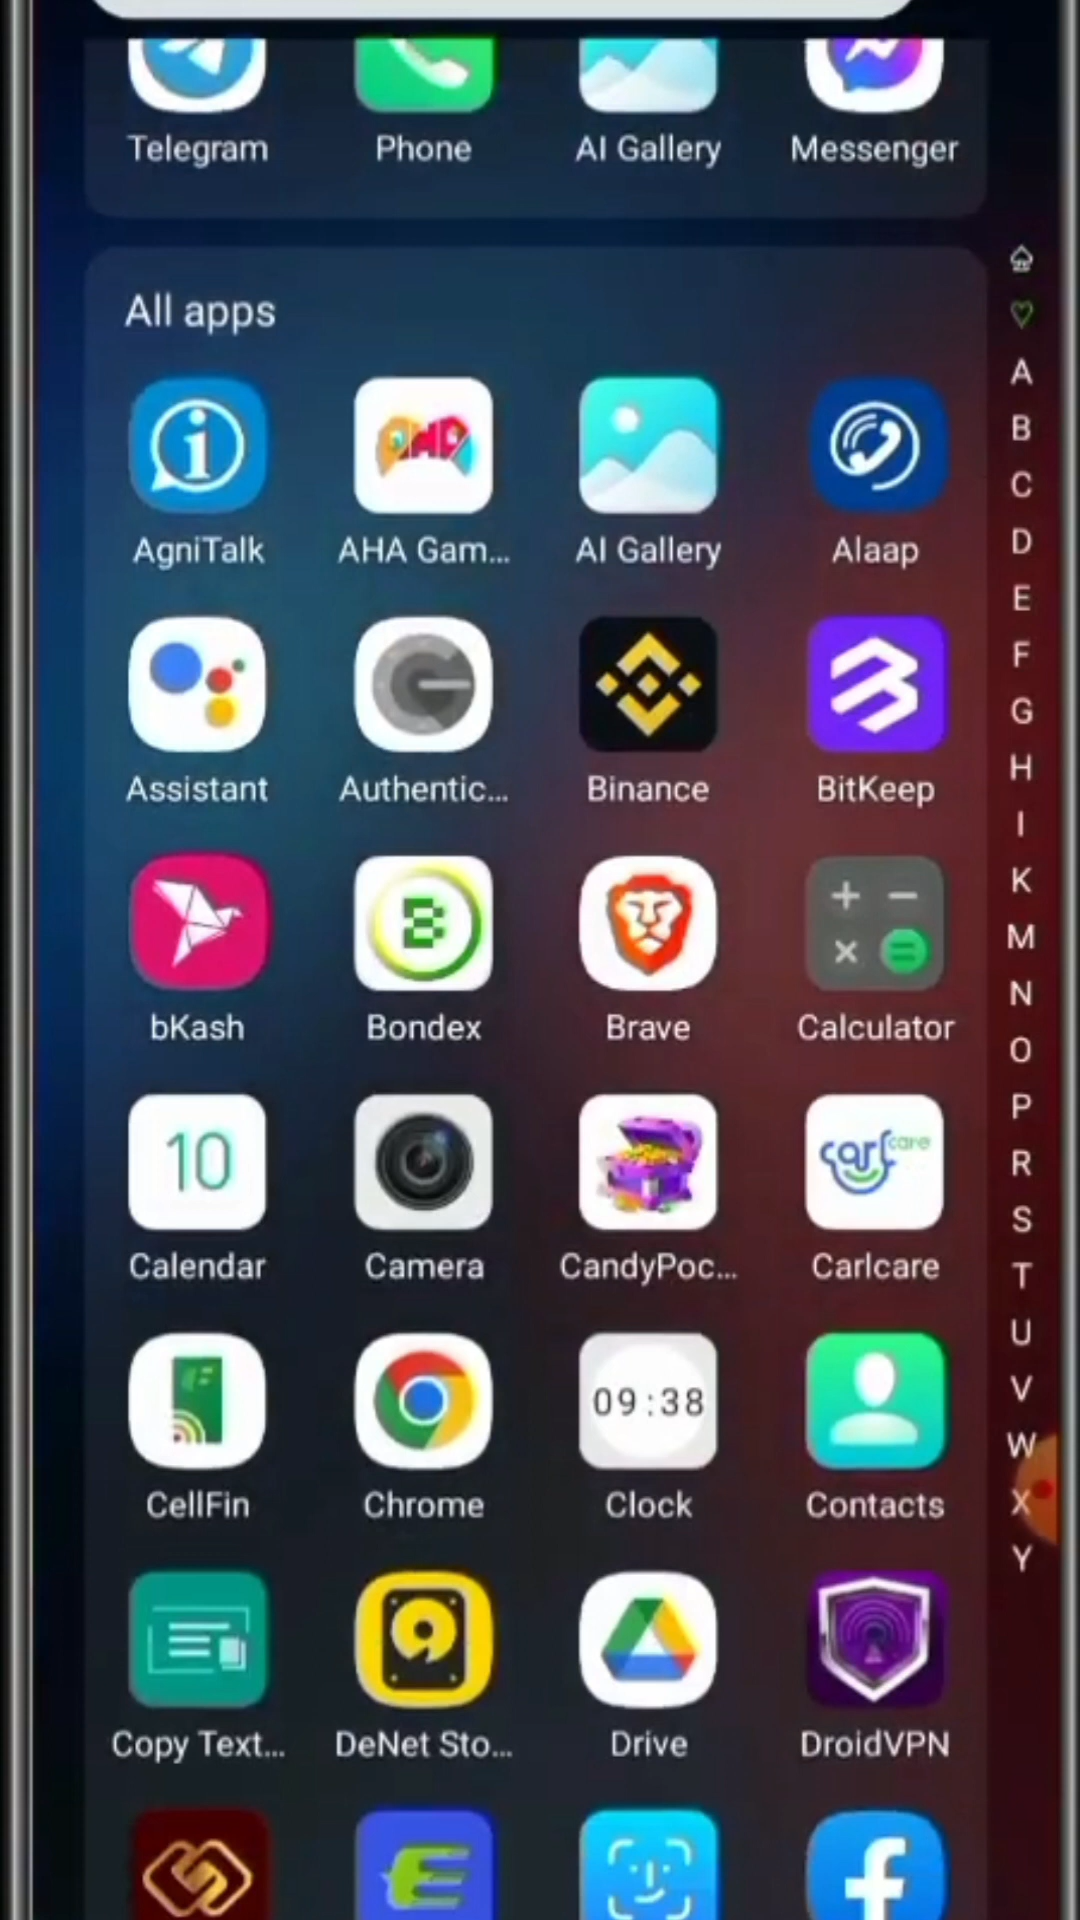 Telegram Phone AI Gallery Messenger
All apps
AgniTalk AHA Gam... AI Gallery Alaap
Assistant Authentic... Binance BitKeep
bKash Bondex Brave Calculator
10
Calendar Camera CandyPoc... Carlcare
09:38
CellFin Chrome Clock Contacts
Copy Text... DeNet Sto... Drive DroidVPN
A
B
C
D
E
F
G
H
I
K
M
N
O
P
R
S
T
U
V
W
X
Y
AHA
carlcare